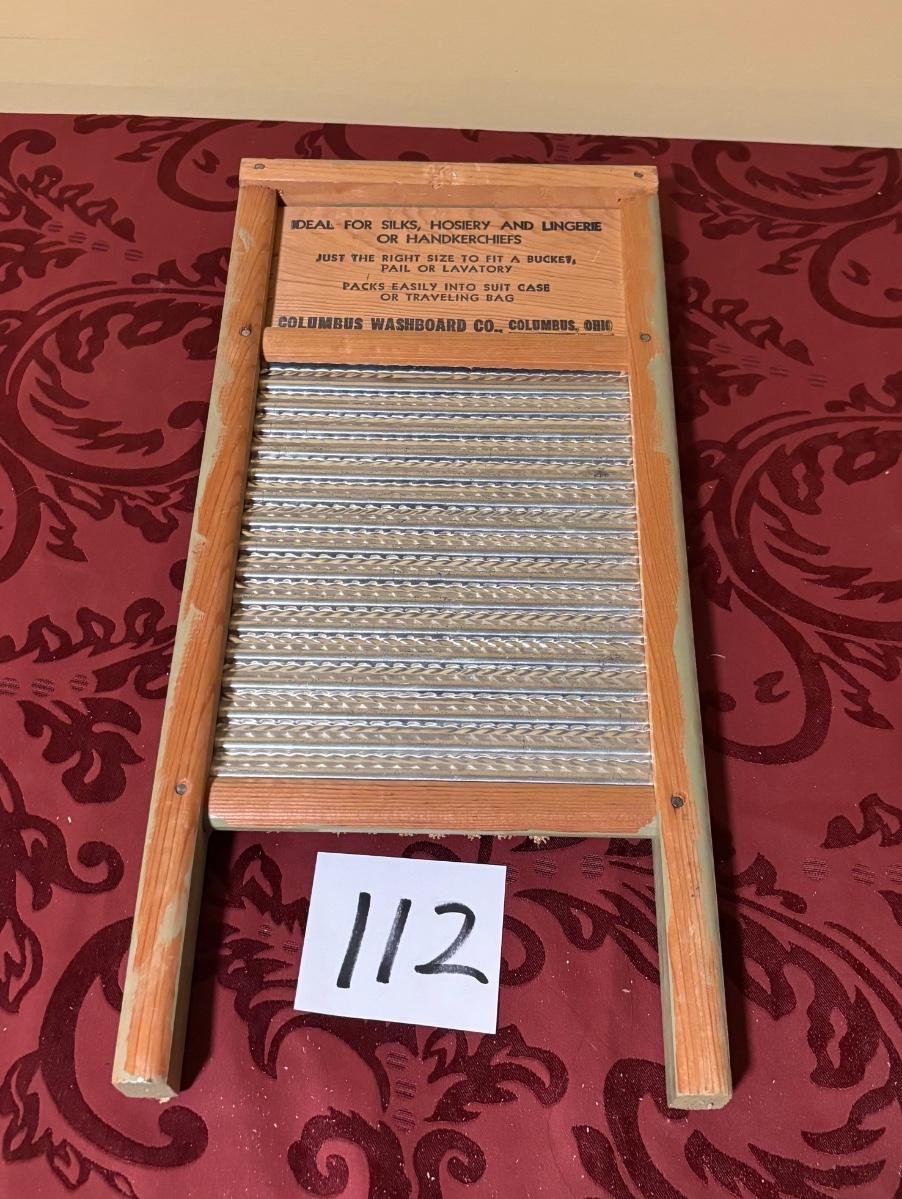 IDEAL FOR SILKS, HOSIERY AND LINGERIE
OR HANDKERCHIEFS
JUST THE RIGHT SIZE TO FIT A BUCKET,
PAIL OR LAVATORY
PACKS EASILY INTO SUIT CASE
OR TRAVELING BAG
COLUMBUS WASHBOARD CO., COLUMBUS, OHIO
112